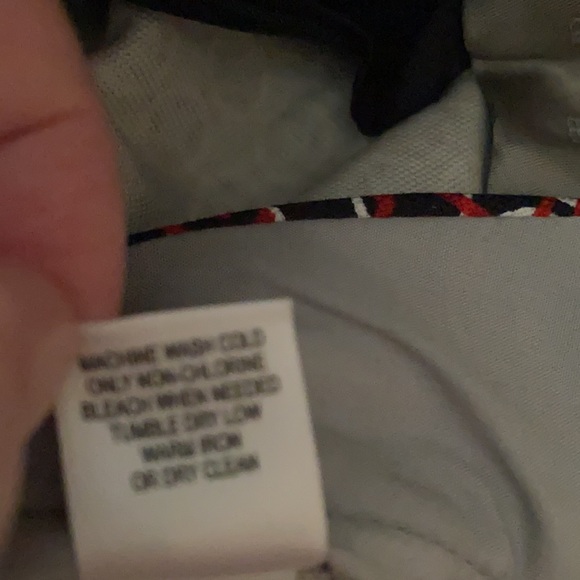 MACHINE WASH COLD
ONLY NON-CHLORINE
BLEACH WHEN NEEDED
TUMBLE DRY LOW
WARM IRON
OR DRY CLEAN